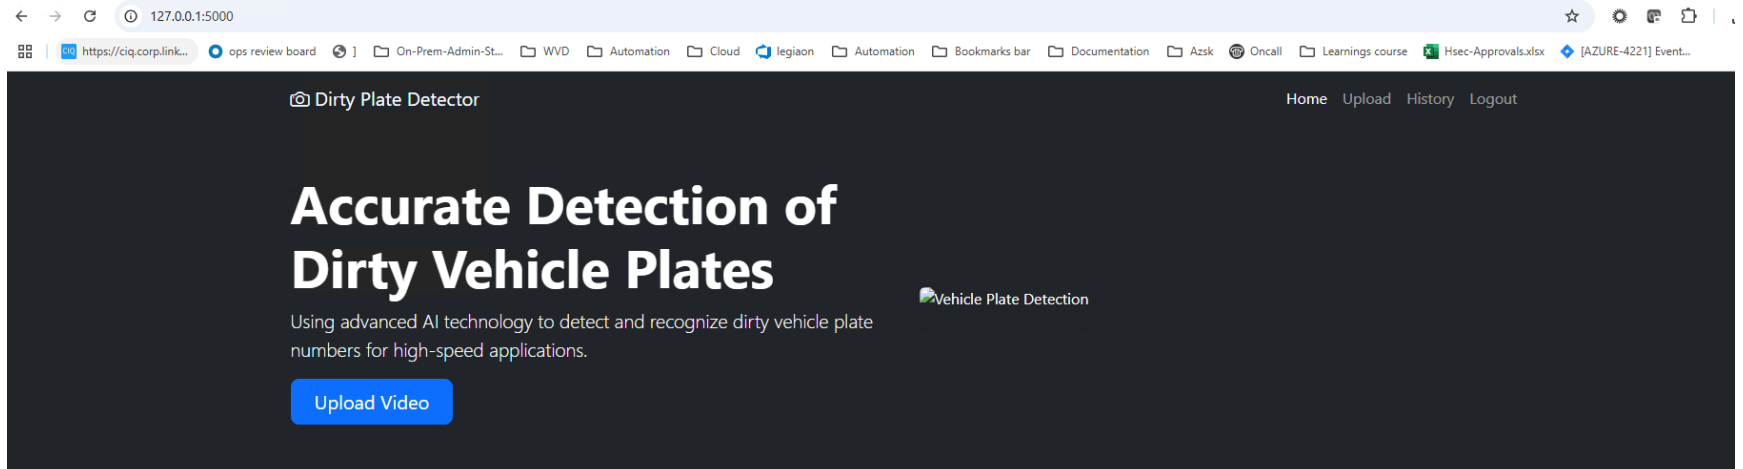 127.0.0.1:5000
CIQ https://ciq.corp.link... ops review board ] On-Prem-Admin-St... WVD Automation Cloud legiaon Automation Bookmarks bar Documentation Azsk Oncall Learnings course Hsec-Approvals.xlsx [AZURE-4221] Event...
Dirty Plate Detector Home Upload History Logout
Accurate Detection of
Dirty Vehicle Plates
Vehicle Plate Detection
Using advanced AI technology to detect and recognize dirty vehicle plate
numbers for high-speed applications.
Upload Video